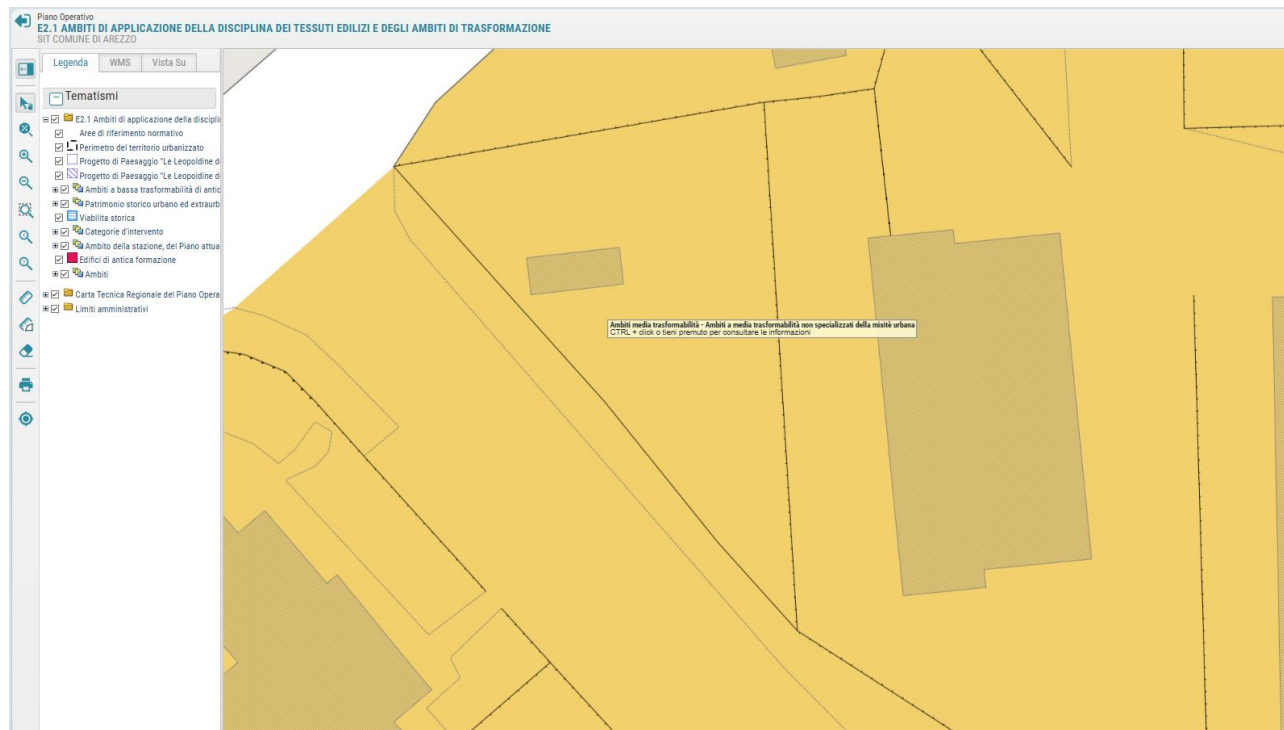 Piano Operativo
E2.1 AMBITI DI APPLICAZIONE DELLA DISCIPLINA DEI TESSUTI EDILIZI E DEGLI AMBITI DI TRASFORMAZIONE
SIT COMUNE DI AREZZO
Legenda WMS Vista Su
Tematismi
E2.1 Ambiti di applicazione della disciplin
Aree di riferimento normativo
Perimetro del territorio urbanizzato
Progetto di Paesaggio "Le Leopoldine d
Progetto di Paesaggio "Le Leopoldine d
Ambiti a bassa trasformabilità di antic
Patrimonio storico urbano ed extraurb
Viabilita storica
Categorie d'intervento
Ambito della stazione, del Piano attua
Edifici di antica formazione
Ambiti
Carta Tecnica Regionale del Piano Opera
Limiti amministrativi
Ambiti media trasformabilità - Ambiti a media trasformabilità non specializzati della mixitè urbana
CTRL + click o tieni premuto per consultare le informazioni